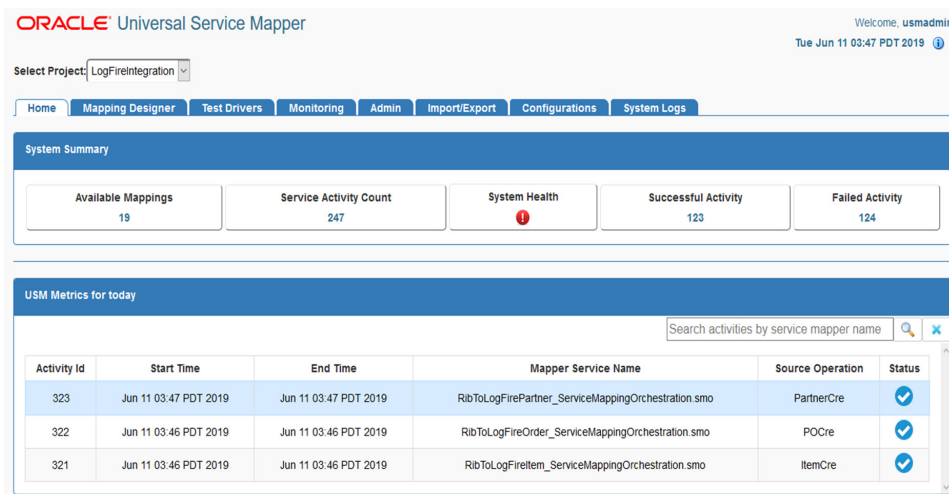 ORACLE Universal Service Mapper
Welcome, usmadmin
Tue Jun 11 03:47 PDT 2019
Select Project: LogFireIntegration
Home Mapping Designer Test Drivers Monitoring Admin Import/Export Configurations System Logs
System Summary
Available Mappings Service Activity Count System Health Successful Activity Failed Activity
19 247 123 124
USM Metrics for today
Search activities by service mapper name
Activity Id Start Time End Time Mapper Service Name Source Operation Status
323 Jun 11 03:47 PDT 2019 Jun 11 03:47 PDT 2019 RibToLogFirePartner_ServiceMappingOrchestration.smo PartnerCre
322 Jun 11 03:46 PDT 2019 Jun 11 03:46 PDT 2019 RibToLogFireOrder_ServiceMappingOrchestration.smo POCre
321 Jun 11 03:46 PDT 2019 Jun 11 03:46 PDT 2019 RibToLogFireItem_ServiceMappingOrchestration.smo ItemCre